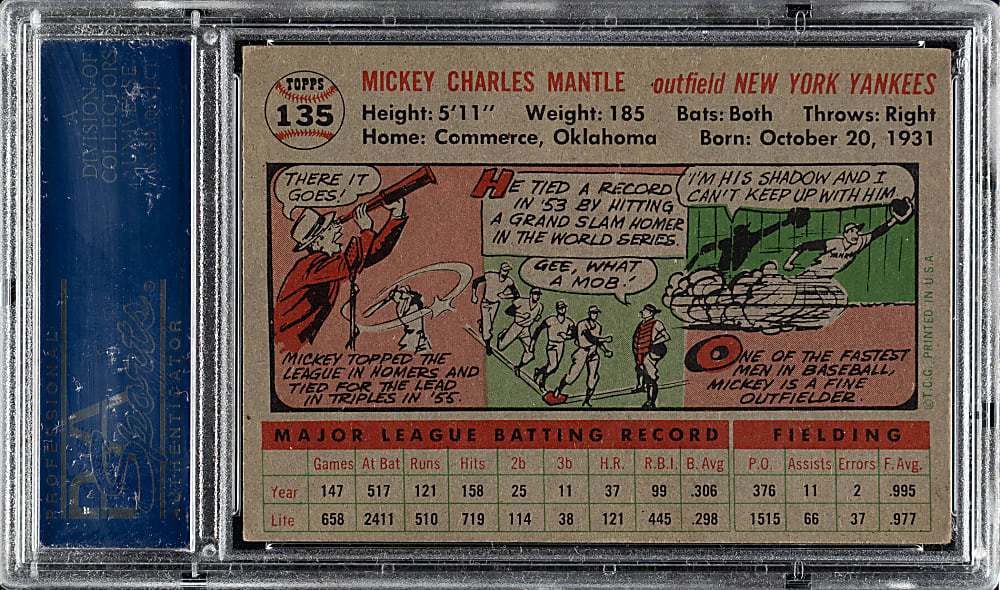 A
DIVISION OF
COLLECTORS
UNIVERSE
NASDAQ: CLCT
PROFESSIONAL
PSA
Sports®
AUTHENTICATOR
TOPPS
135
MICKEY CHARLES MANTLE outfield NEW YORK YANKEES
Height: 5'11" Weight: 185 Bats: Both Throws: Right
Home: Commerce, Oklahoma Born: October 20, 1931
THERE IT
GOES!
MICKEY TOPPED THE
LEAGUE IN HOMERS AND
TIED FOR THE LEAD
IN TRIPLES IN '55.
HE TIED A RECORD
IN '53 BY HITTING
A GRAND SLAM HOMER
IN THE WORLD SERIES.
GEE, WHAT
A MOB!
I'M HIS SHADOW AND I
CAN'T KEEP UP WITH HIM
YANKS
ONE OF THE FASTEST
MEN IN BASEBALL,
MICKEY IS A FINE
OUTFIELDER.
©T.C.G. PRINTED IN U.S.A.
MAJOR LEAGUE BATTING RECORD FIELDING
Games At Bat Runs Hits 2b 3b H.R. R.B.I. B. Avg P.O. Assists Errors F. Avg.
Year 147 517 121 158 25 11 37 99 .306 376 11 2 .995
Life 658 2411 510 719 114 38 121 445 .298 1515 66 37 .977